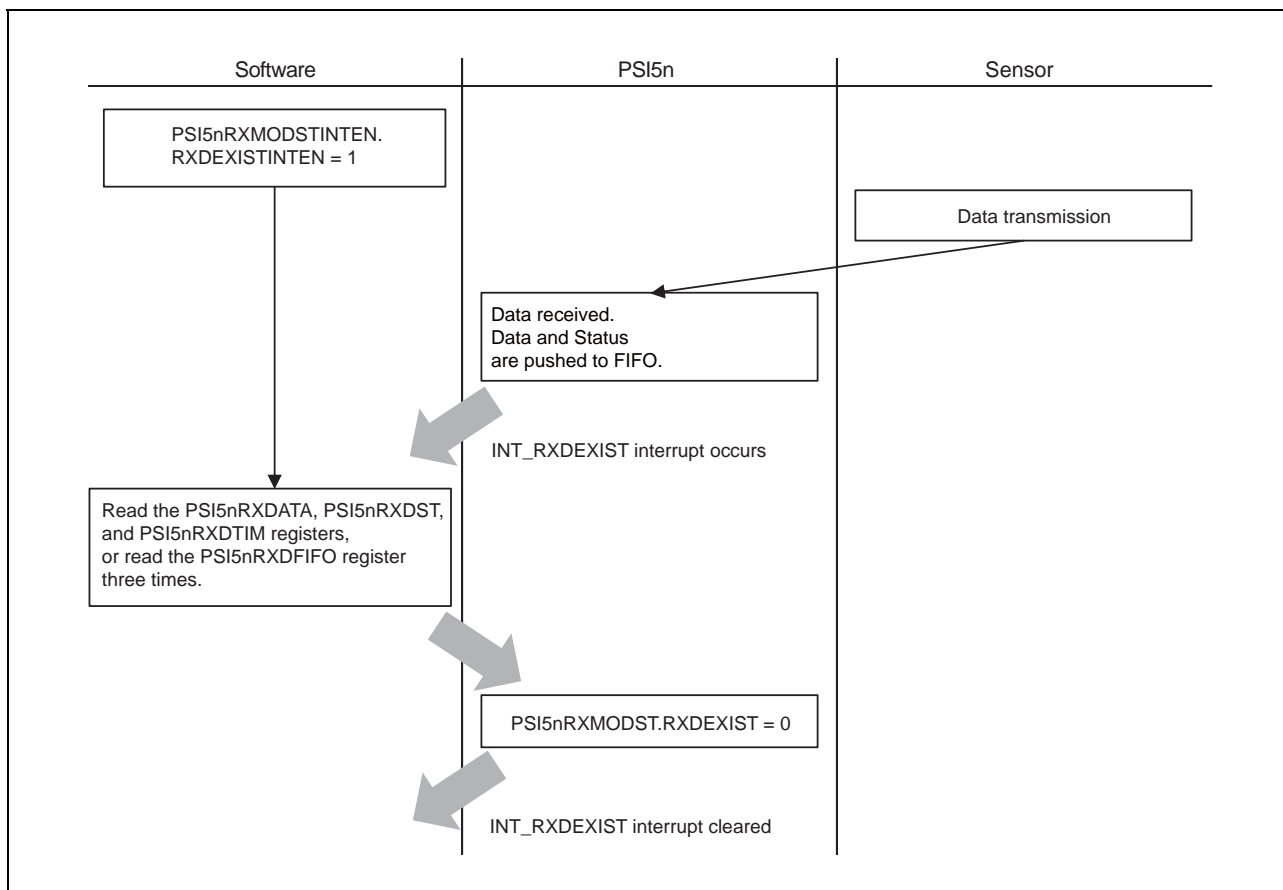 Software
PSI5n
Sensor
PSI5nRXMODSTINTEN.
RXDEXISTINTEN = 1
Data transmission
Data received.
Data and Status
are pushed to FIFO.
INT_RXDEXIST interrupt occurs
Read the PSI5nRXDATA, PSI5nRXDST,
and PSI5nRXDTIM registers,
or read the PSI5nRXDFIFO register
three times.
PSI5nRXMODST.RXDEXIST = 0
INT_RXDEXIST interrupt cleared